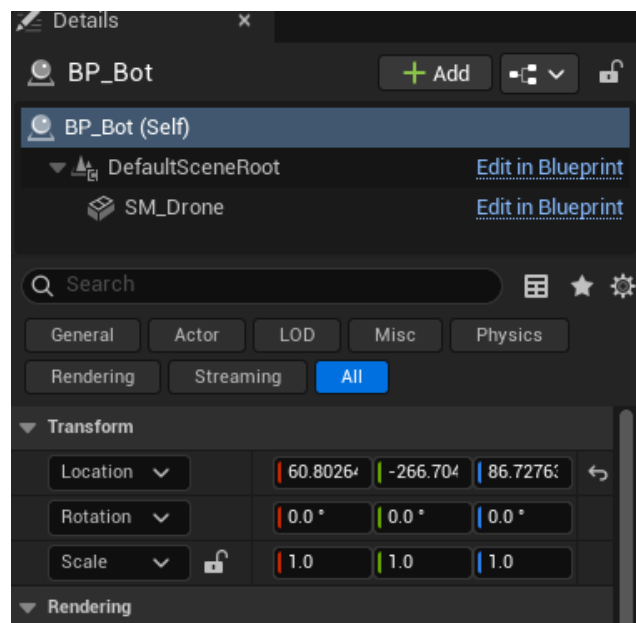 Details
BP_Bot
Add
BP_Bot (Self)
DefaultSceneRoot Edit in Blueprint
SM_Drone Edit in Blueprint
Search
General Actor LOD Misc Physics
Rendering Streaming All
Transform
Location 60.80264 -266.704 86.72763
Rotation 0.0 ° 0.0 ° 0.0 °
Scale 1.0 1.0 1.0
Rendering